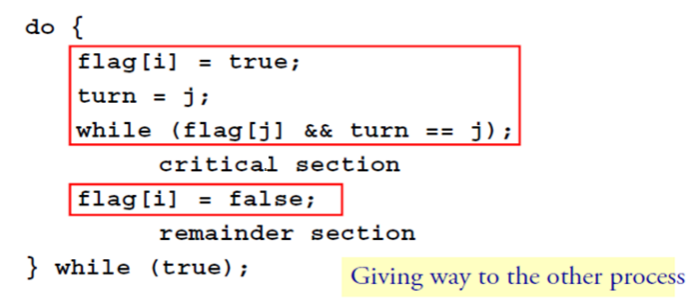 do {
flag[i] = true;
turn = j;
while (flag[j] && turn == j);
critical section
flag[i] = false;
remainder section
} while (true);
Giving way to the other process